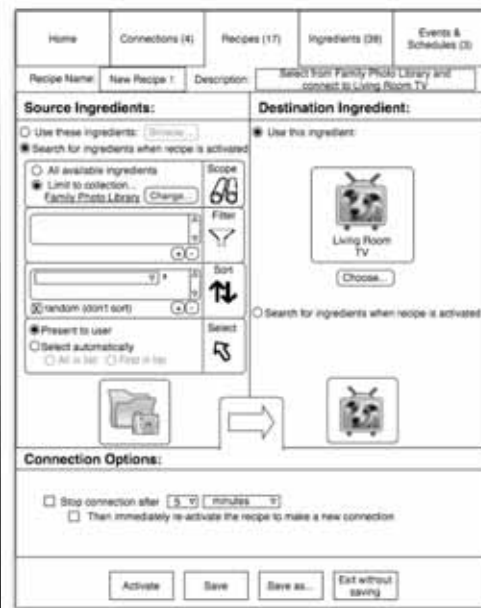 Home
Connections (4)
Recipes (17)
Ingredients (39)
Events &
Schedules (3)
Recipe Name:
New Recipe 1
Description:
Select from Family Photo Library and
connect to Living Room TV
Source Ingredients:
Use these ingredients: Browse...
Search for ingredients when recipe is activated
All available ingredients
Limit to collection...
Family Photo Library
Change...
Scope
Filter
+ -
Sort
random (don't sort)
+ -
Present to user
Select automatically
All in list
First in list
Select
Destination Ingredient:
Use this ingredient:
Living Room
TV
Choose...
Search for ingredients when recipe is activated
Connection Options:
Stop connection after 5 minutes
Then immediately re-activate the recipe to make a new connection
Activate
Save
Save as...
Exit without
saving